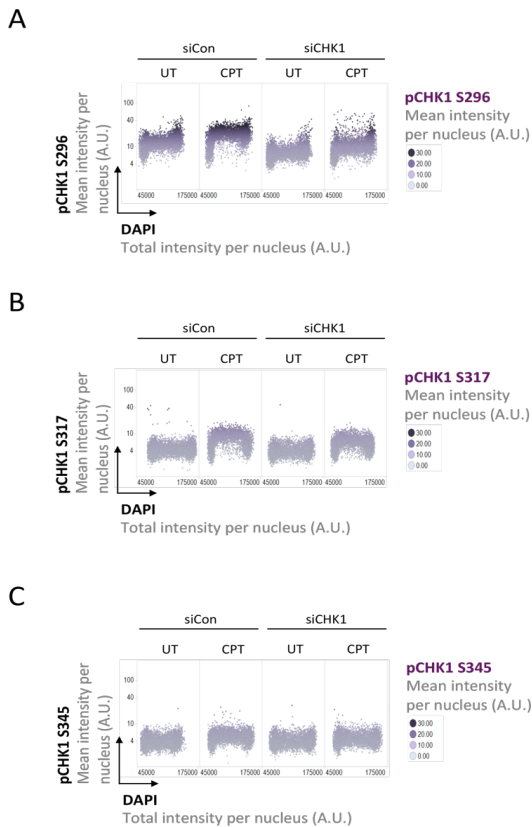 A
siCon siCHK1
UT CPT UT CPT
pCHK1 S296
Mean intensity per
nucleus (A.U.)
100
40
10
4
45000 175000 45000 175000 45000 175000 45000 175000
DAPI
Total intensity per nucleus (A.U.)
pCHK1 S296
Mean intensity
per nucleus (A.U.)
30.00
20.00
10.00
0.00
B
siCon siCHK1
UT CPT UT CPT
pCHK1 S317
Mean intensity per
nucleus (A.U.)
100
40
10
4
45000 175000 45000 175000 45000 175000 45000 175000
DAPI
Total intensity per nucleus (A.U.)
pCHK1 S317
Mean intensity
per nucleus (A.U.)
30.00
20.00
10.00
0.00
C
siCon siCHK1
UT CPT UT CPT
pCHK1 S345
Mean intensity per
nucleus (A.U.)
100
40
10
4
45000 175000 45000 175000 45000 175000 45000 175000
DAPI
Total intensity per nucleus (A.U.)
pCHK1 S345
Mean intensity
per nucleus (A.U.)
30.00
20.00
10.00
0.00